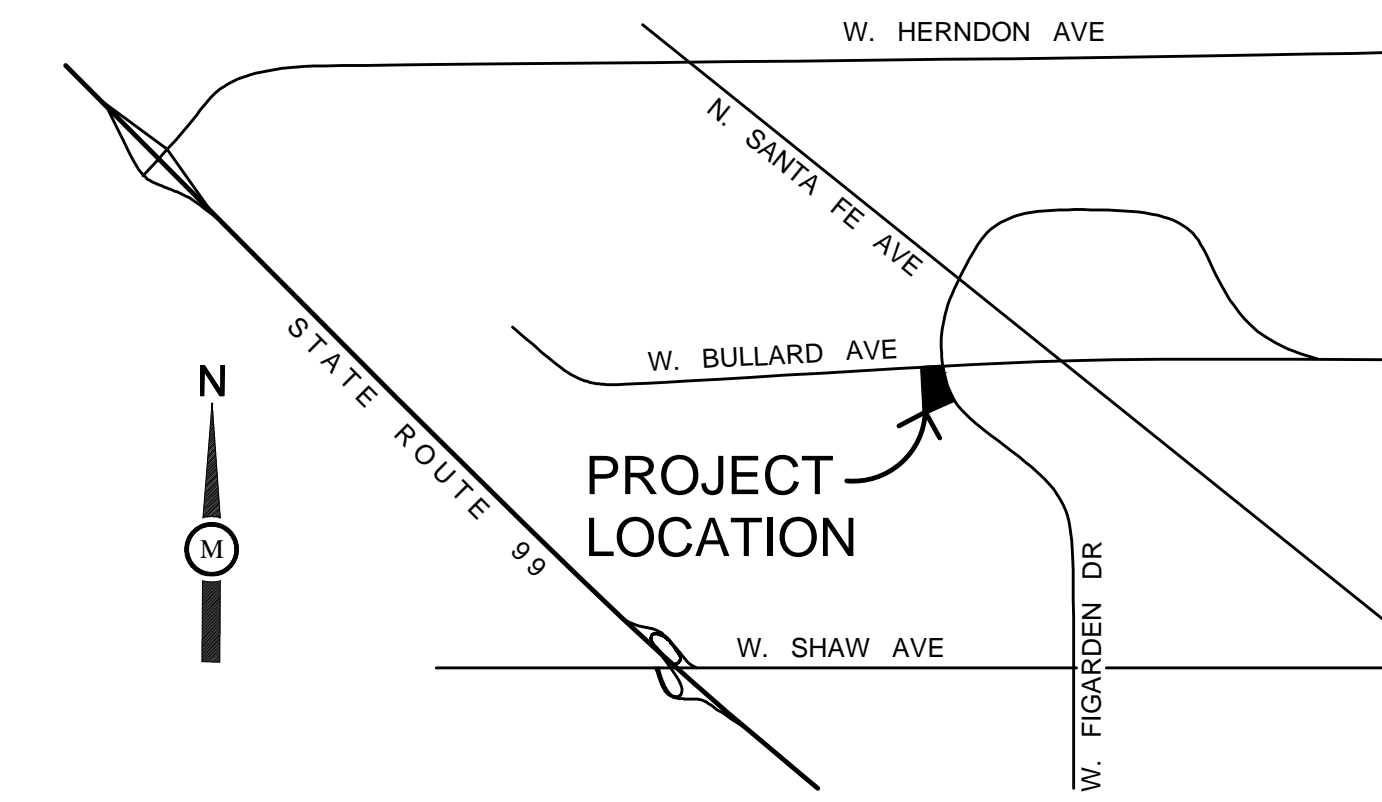 W. HERNDON AVE
N. SANTA FE AVE
W. BULLARD AVE
STATE ROUTE 99
N
M
PROJECT
LOCATION
W. SHAW AVE
W. FIGARDEN DR